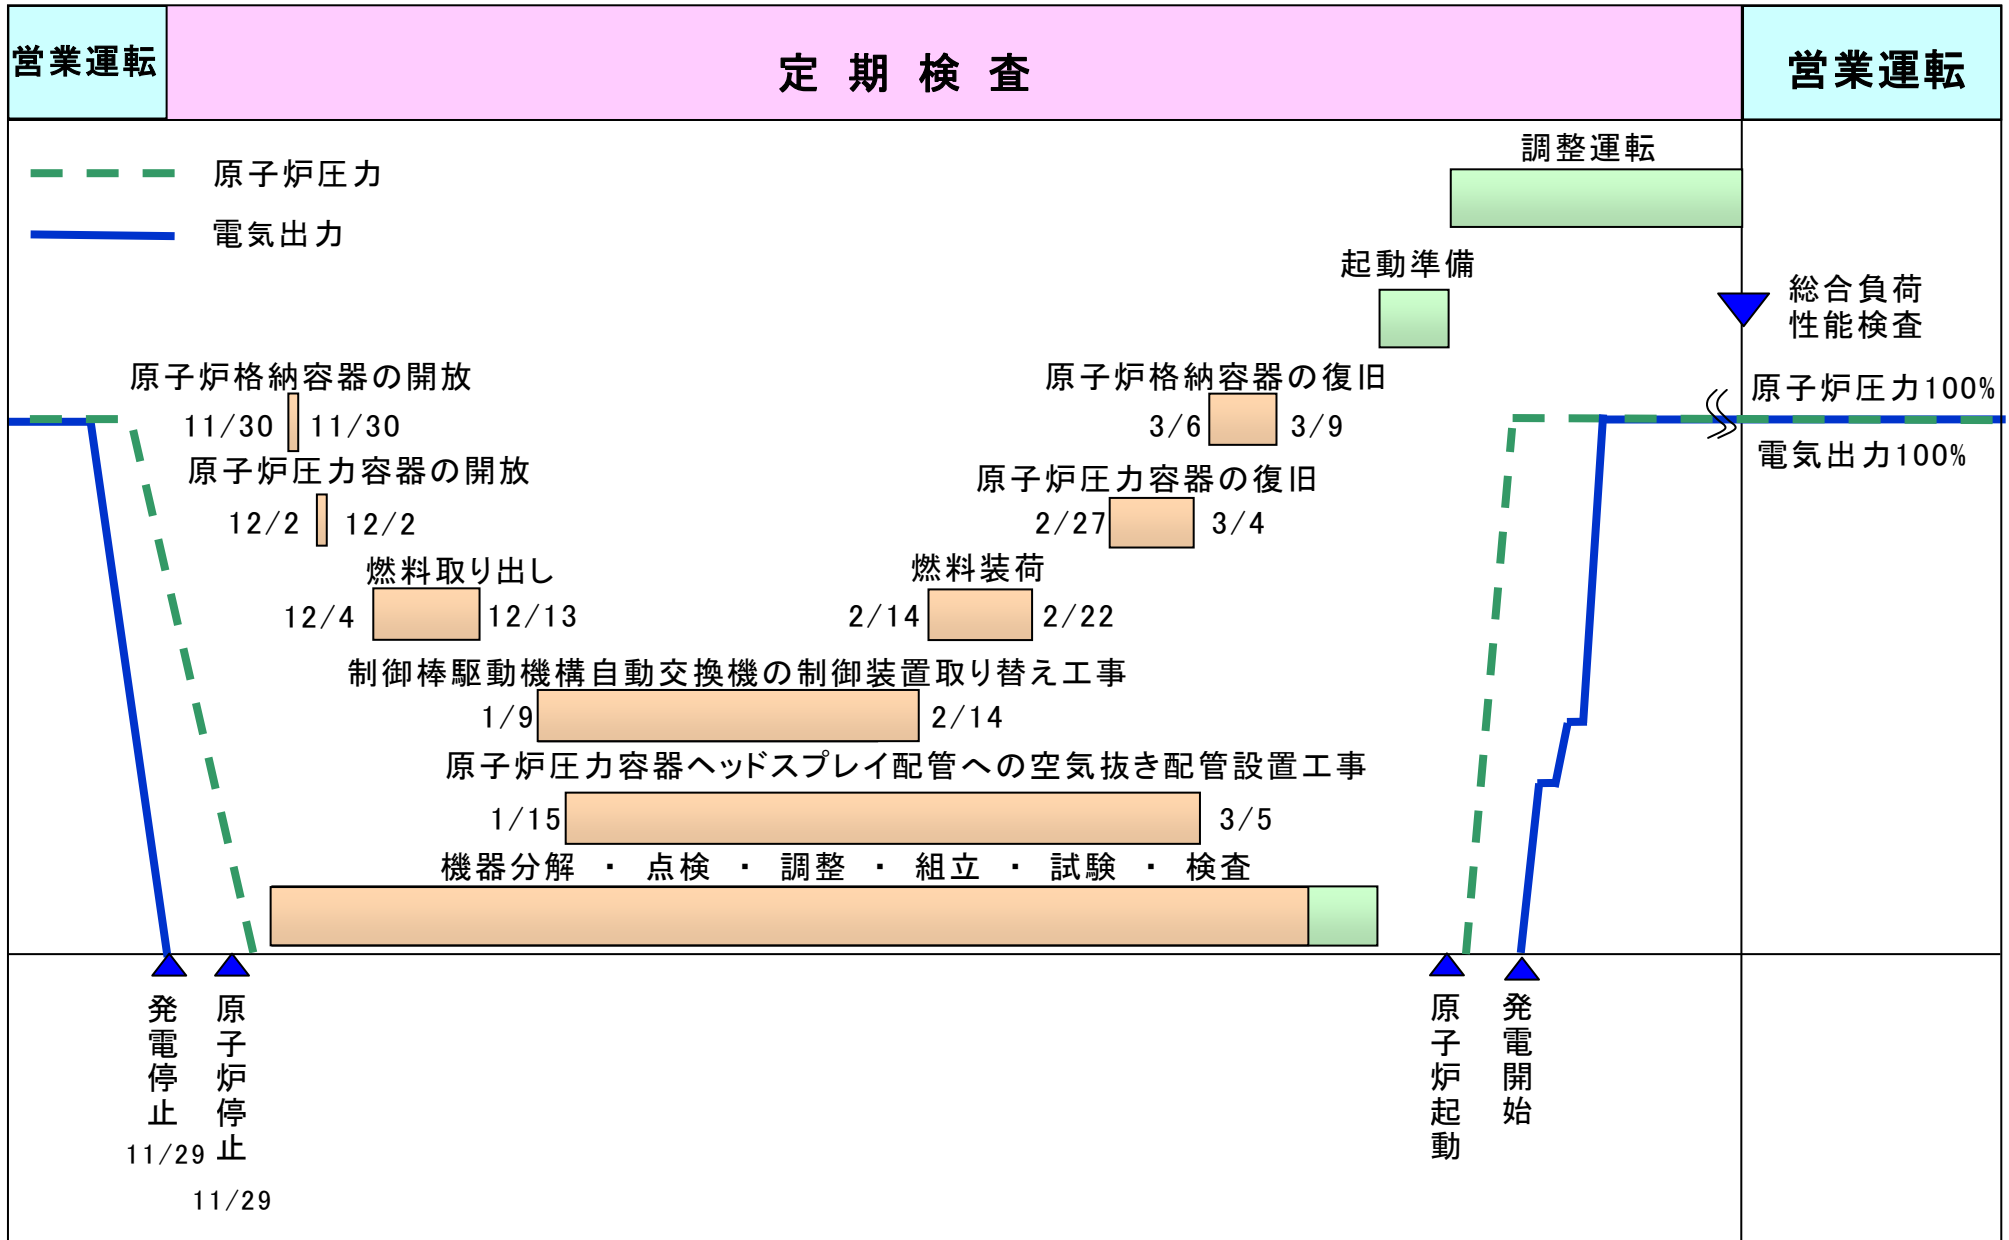 営業運転
定期検査
営業運転
調整運転
原子炉圧力
電気出力
起動準備
総合負荷
性能検査
原子炉格納容器の開放
11/30
11/30
原子炉格納容器の復旧
3/6
3/9
原子炉圧力100%
電気出力100%
原子炉圧力容器の開放
12/2
12/2
原子炉圧力容器の復旧
2/27
3/4
燃料取り出し
12/4
12/13
燃料装荷
2/14
2/22
制御棒駆動機構自動交換機の制御装置取り替え工事
1/9
2/14
原子炉圧力容器ヘッドスプレイ配管への空気抜き配管設置工事
1/15
3/5
機器分解 ・ 点検 ・ 調整 ・ 組立 ・ 試験 ・ 検査
発電停止
11/29
原子炉停止
11/29
原子炉起動
発電開始